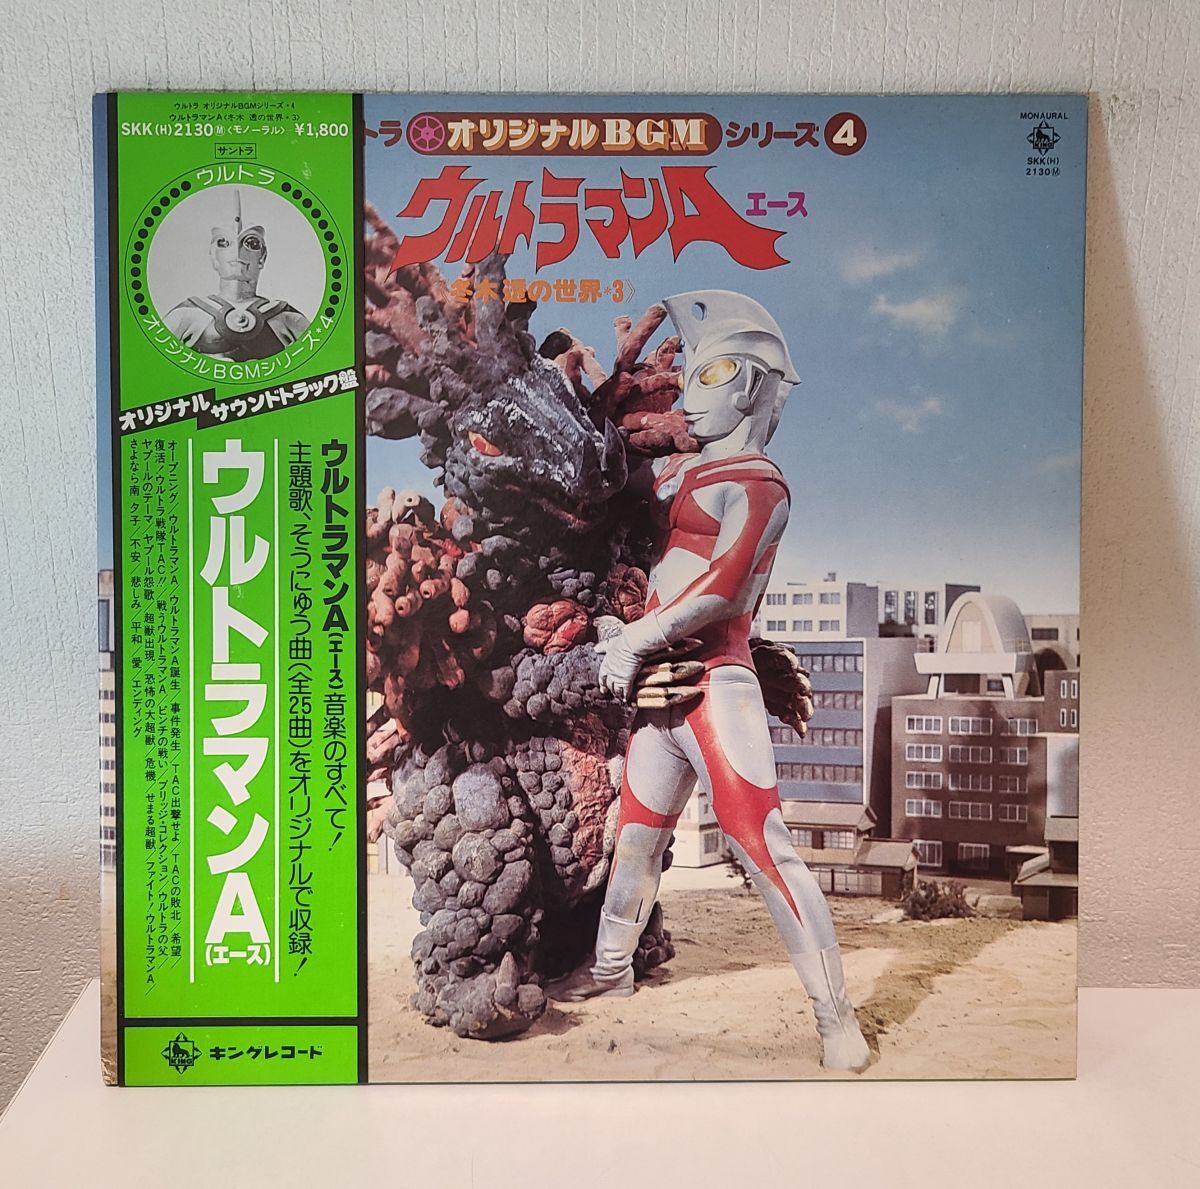 ウルトラ オリジナルBGMシリーズ・4
ウルトラマンA〈冬木 透の世界・3〉
SKK(H)2130Ⓜ〈モノーラル〉 ¥1,800
サントラ
ウルトラ
オリジナルBGMシリーズ*4
オリジナル サウンドトラック盤
ウルトラマンA(エース)音楽のすべて!
主題歌、そうにゅう曲(全25曲)をオリジナルで収録!
ウルトラマンA
(エース)
オープニング/ウルトラマンA/ウルトラマンA誕生/事件発生/TAC出撃せよ/TACの敗北/希望/
復活!ウルトラ戦隊TAC!!/戦うウルトラマンA/ピンチの戦い/ブリッジ・コレクション/ウルトラの父/
ヤプールのテーマ/ヤプール怨歌/超獣出現/恐怖の大超獣/危機/せまる超獣/ファイト!ウルトラマンA/
さよなら南 夕子/不安/悲しみ/平和/愛/エンディング
KING
キングレコード
トラ オリジナルBGMシリーズ4
ウルトラマンA エース
〈冬木 透の世界*3〉
MONAURAL
KING
SKK(H)
2130Ⓜ